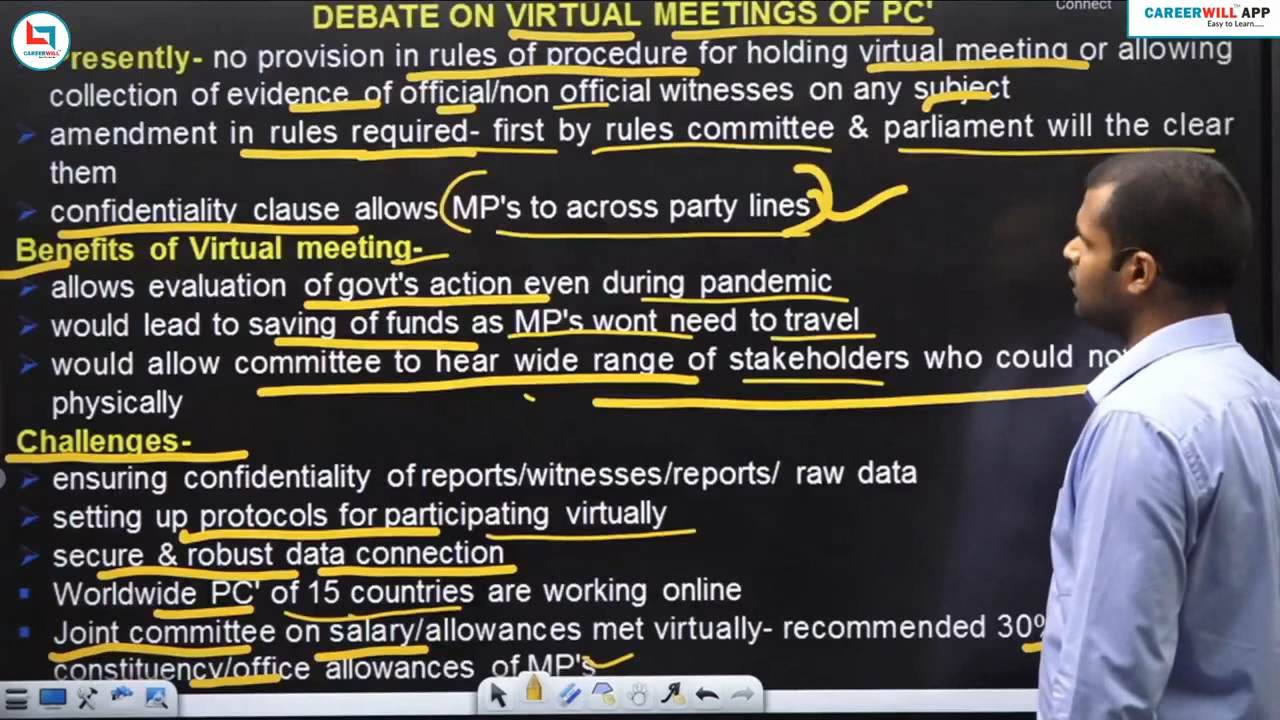 Connect
CAREERWILL APP
Easy to Learn.....
CAREERWILL
DEBATE ON VIRTUAL MEETINGS OF PC'
resently- no provision in rules of procedure for holding virtual meeting or allowing
collection of evidence of official/non official witnesses on any subject
amendment in rules required- first by rules committee & parliament will the clear
them
confidentiality clause allows (MP's to across party lines)
Benefits of Virtual meeting-
allows evaluation of govt's action even during pandemic
would lead to saving of funds as MP's wont need to travel
would allow committee to hear wide range of stakeholders who could no
physically
Challenges-
ensuring confidentiality of reports/witnesses/reports/ raw data
setting up protocols for participating virtually
secure & robust data connection
Worldwide PC' of 15 countries are working online
Joint committee on salary/allowances met virtually- recommended 30%
constituency/office allowances of MP's